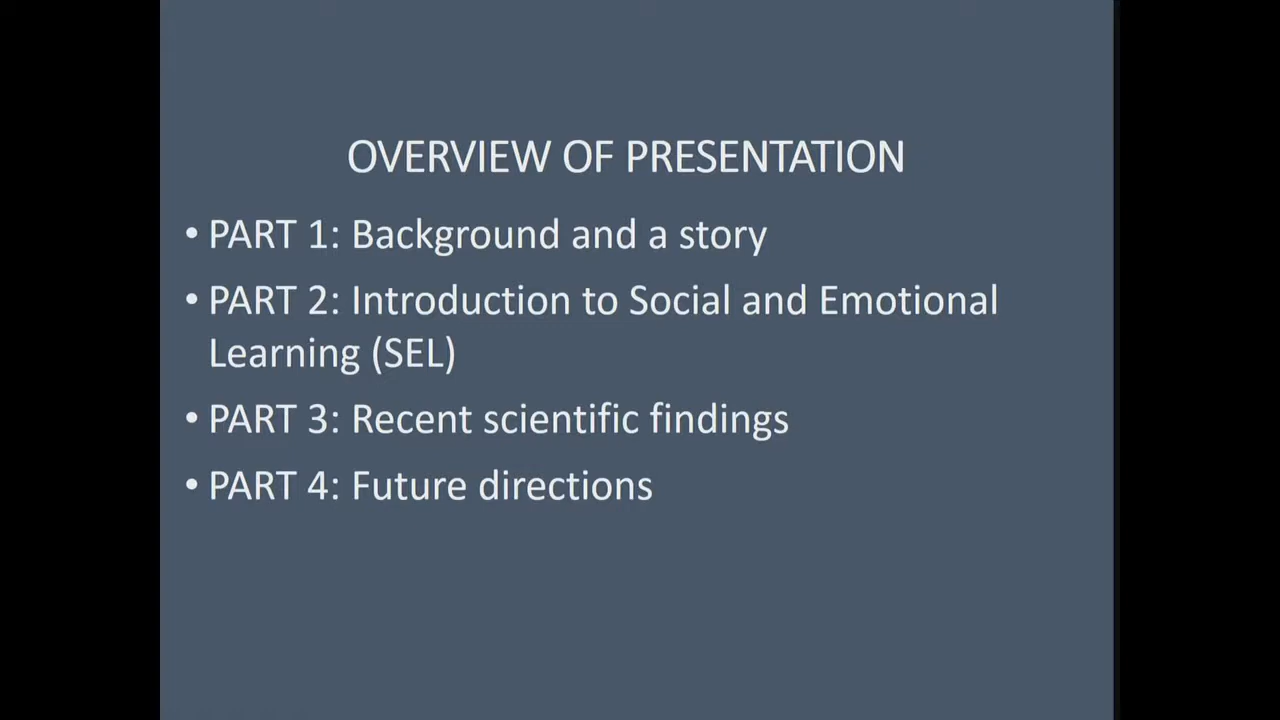 OVERVIEW OF PRESENTATION
• PART 1: Background and a story
• PART 2: Introduction to Social and Emotional
Learning (SEL)
• PART 3: Recent scientific findings
• PART 4: Future directions